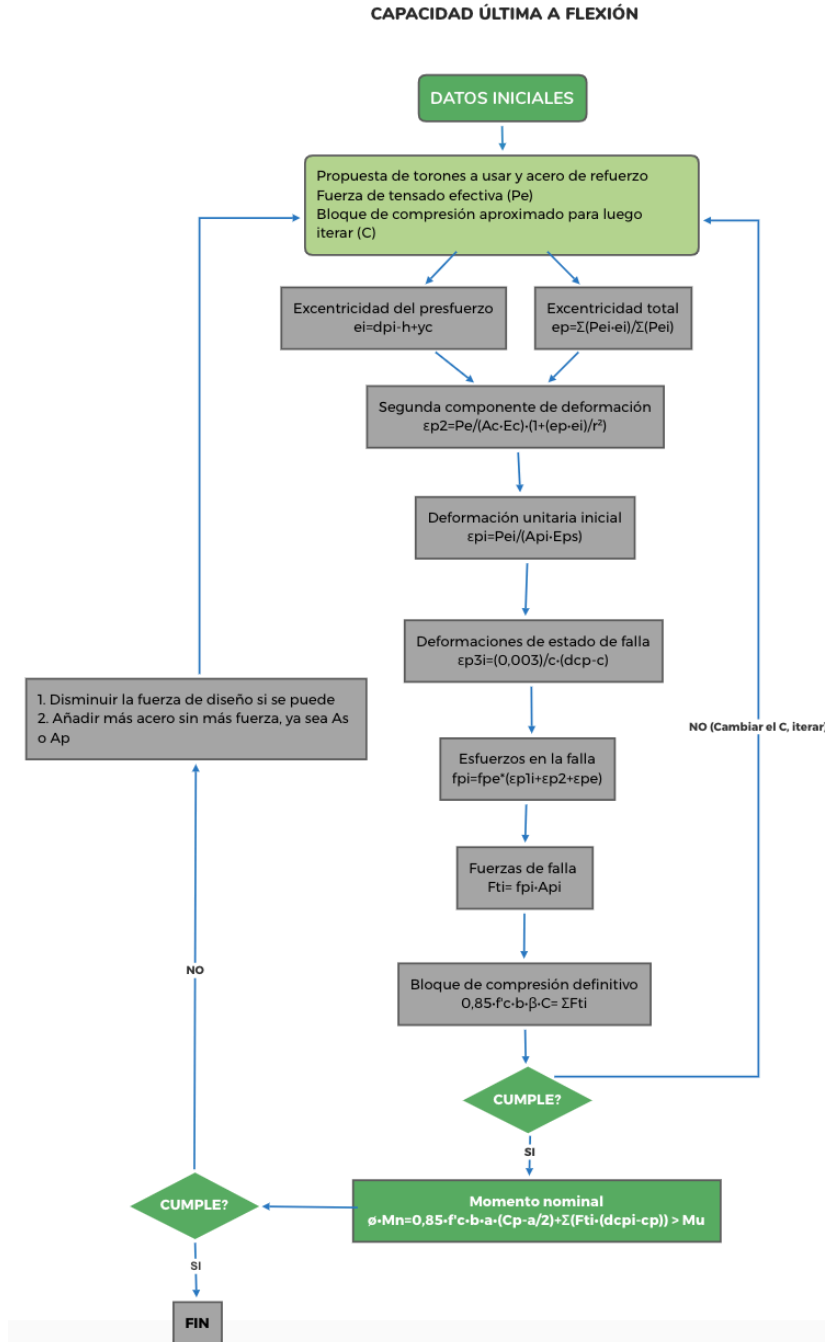 CAPACIDAD ÚLTIMA A FLEXIÓN
DATOS INICIALES
Propuesta de torones a usar y acero de refuerzo
Fuerza de tensado efectiva (Pe)
Bloque de compresión aproximado para luego
iterar (C)
Excentricidad del presfuerzo
ei=dpi-h+yc
Excentricidad total
ep=Σ(Pei·ei)/Σ(Pei)
Segunda componente de deformación
εp2=Pe/(Ac·Ec)·(1+(ep·ei)/r²)
Deformación unitaria inicial
εpi=Pei/(Api·Eps)
Deformaciones de estado de falla
εp3i=(0,003)/c·(dcp-c)
1. Disminuir la fuerza de diseño si se puede
2. Añadir más acero sin más fuerza, ya sea As
o Ap
NO (Cambiar el C, iterar)
Esfuerzos en la falla
fpi=fpe*(εp1i+εp2+εpe)
Fuerzas de falla
Fti= fpi·Api
NO
Bloque de compresión definitivo
0,85·f'c·b·β·C= ΣFti
CUMPLE?
SI
Momento nominal
ø·Mn=0,85·f'c·b·a·(Cp-a/2)+Σ(Fti·(dcpi-cp)) > Mu
CUMPLE?
SI
FIN